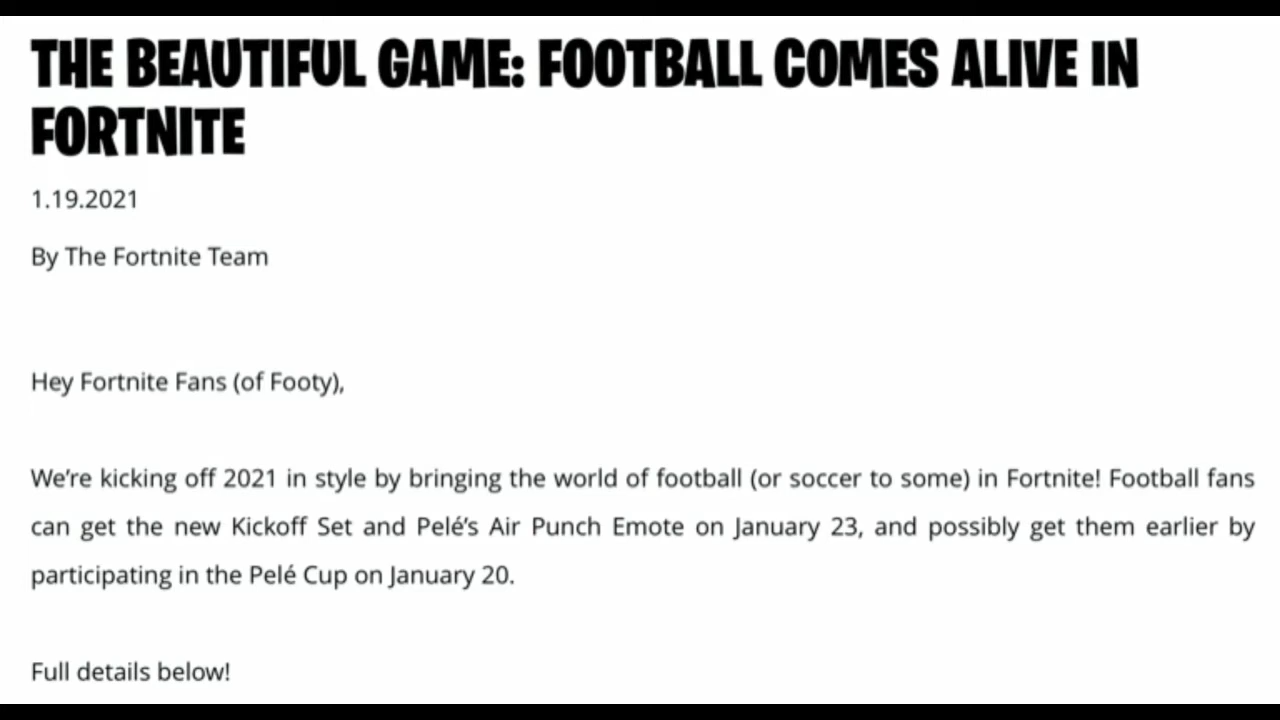 THE BEAUTIFUL GAME: FOOTBALL COMES ALIVE IN
FORTNITE
1.19.2021
By The Fortnite Team
Hey Fortnite Fans (of Footy),
We’re kicking off 2021 in style by bringing the world of football (or soccer to some) in Fortnite! Football fans
can get the new Kickoff Set and Pelé’s Air Punch Emote on January 23, and possibly get them earlier by
participating in the Pelé Cup on January 20.
Full details below!